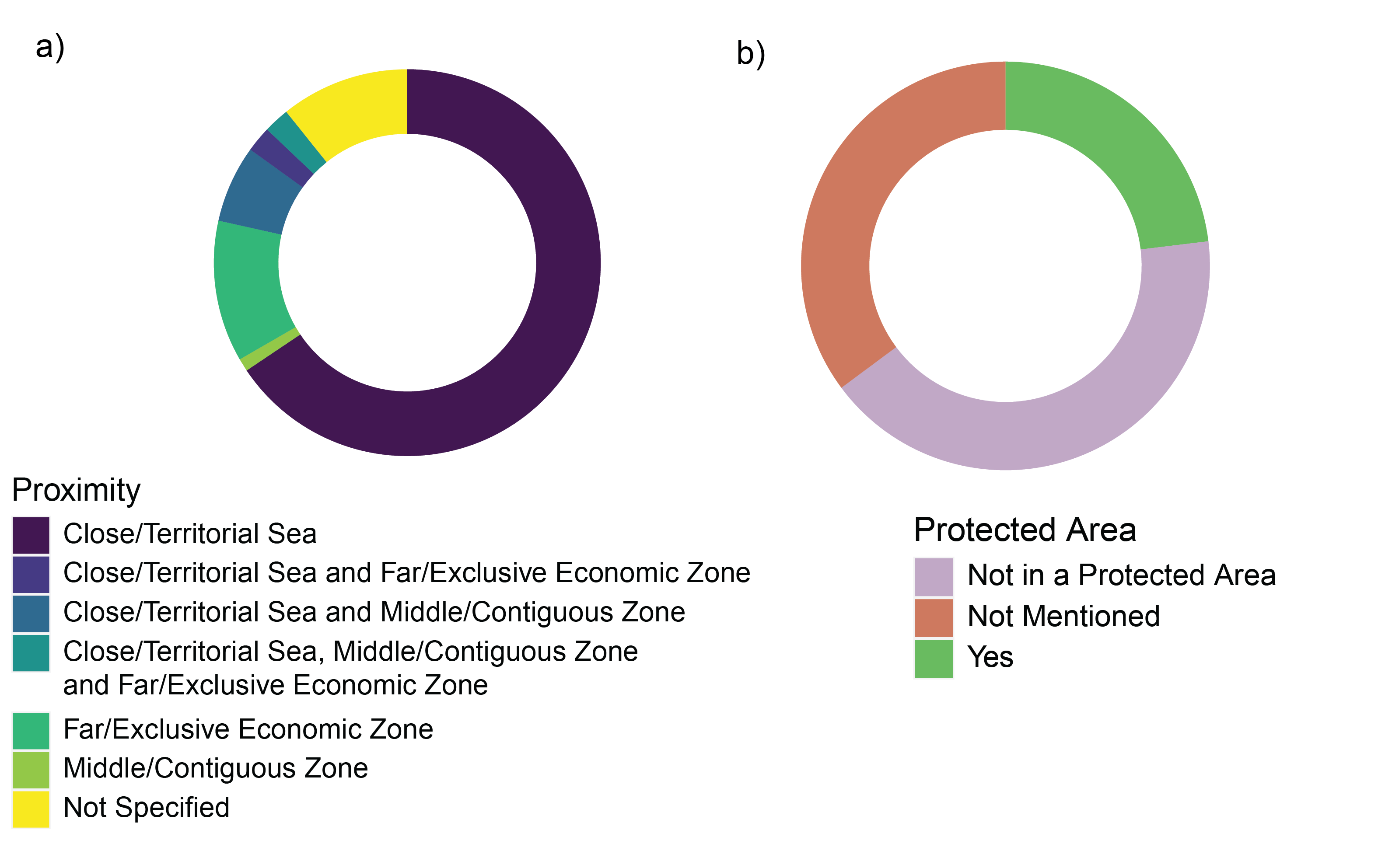 a)
b)
Proximity
Close/Territorial Sea
Close/Territorial Sea and Far/Exclusive Economic Zone
Close/Territorial Sea and Middle/Contiguous Zone
Close/Territorial Sea, Middle/Contiguous Zone
and Far/Exclusive Economic Zone
Far/Exclusive Economic Zone
Middle/Contiguous Zone
Not Specified
Protected Area
Not in a Protected Area
Not Mentioned
Yes